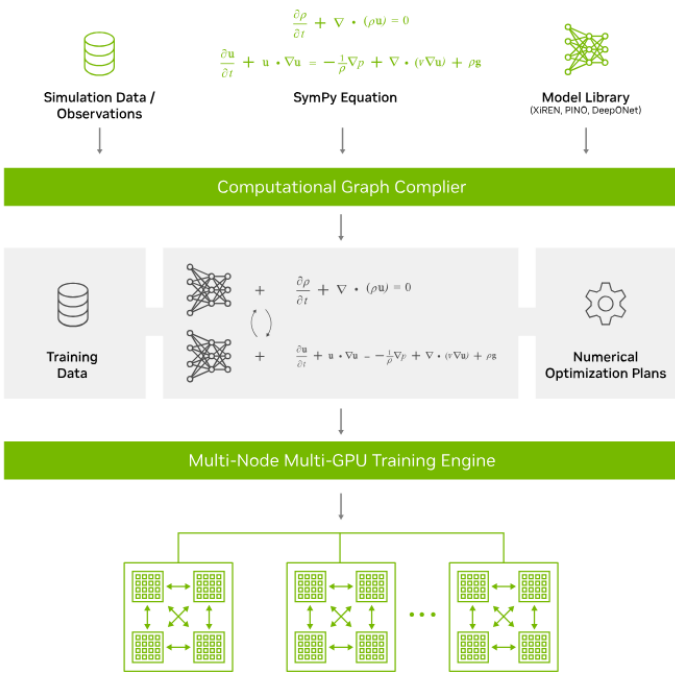 ∂ρ/∂t + ∇ • (ρu) = 0
∂u/∂t + u • ∇u = −1/ρ ∇p + ∇ • (ν∇u) + ρg
Simulation Data /
Observations
SymPy Equation
Model Library
(XiREN, PINO, DeepONet)
Computational Graph Complier
Training
Data
+ ∂ρ/∂t + ∇ • (ρu) = 0
+ ∂u/∂t + u • ∇u − −1/ρ ∇p + ∇ • (ν∇u) + ρg
Numerical
Optimization Plans
Multi-Node Multi-GPU Training Engine